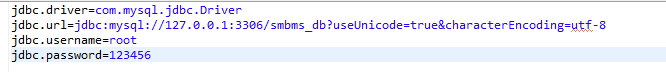 jdbc.driver=com.mysql.jdbc.Driver
jdbc.url=jdbc:mysql://127.0.0.1:3306/smbms_db?useUnicode=true&characterEncoding=utf-8
jdbc.username=root
jdbc.password=123456